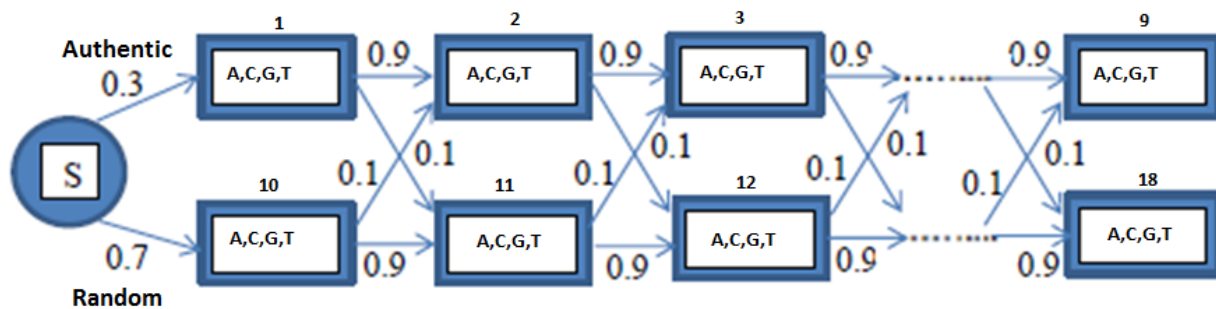 1 2 3 9
Authentic 0.9 0.9 0.9 0.9
A,C,G,T A,C,G,T A,C,G,T A,C,G,T
0.3
0.1 0.1 0.1 0.1
S
0.1 0.1 0.1 0.1
10 11 12 18
A,C,G,T A,C,G,T A,C,G,T A,C,G,T
0.7 0.9 0.9 0.9 0.9
Random